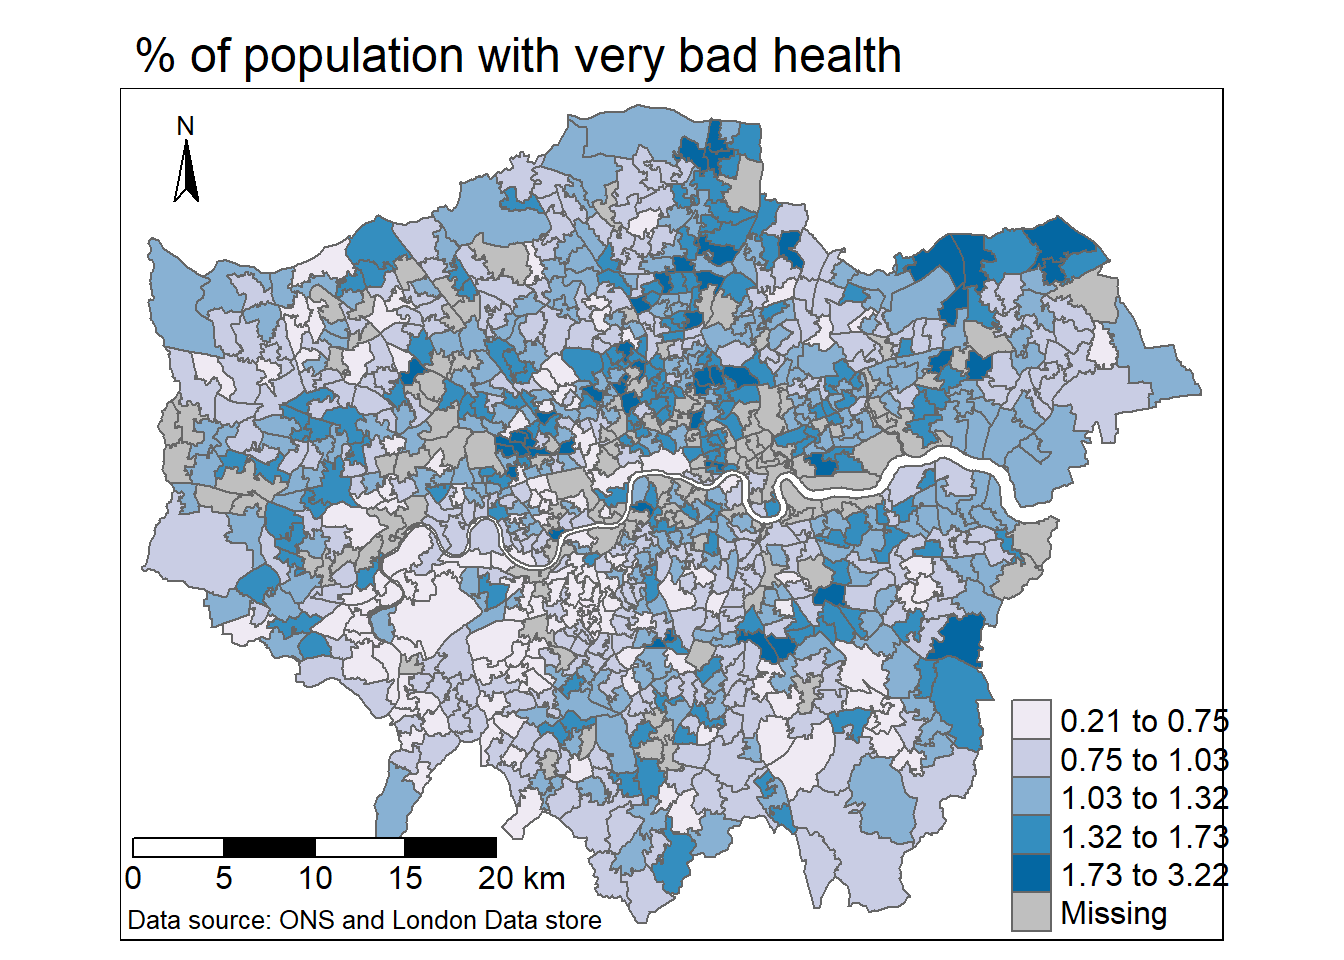 % of population with very bad health
N
0.21 to 0.75
0.75 to 1.03
1.03 to 1.32
1.32 to 1.73
1.73 to 3.22
Missing
0 5 10 15 20 km
Data source: ONS and London Data store